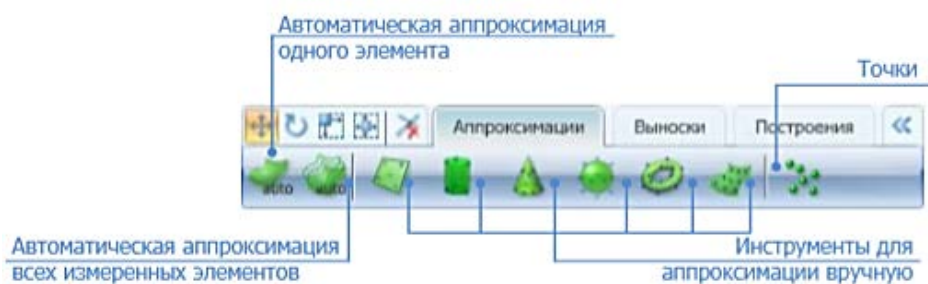 Автоматическая аппроксимация
одного элемента
Точки
Аппроксимации
Выноски
Построения
auto
auto
Автоматическая аппроксимация
всех измеренных элементов
Инструменты для
аппроксимации вручную